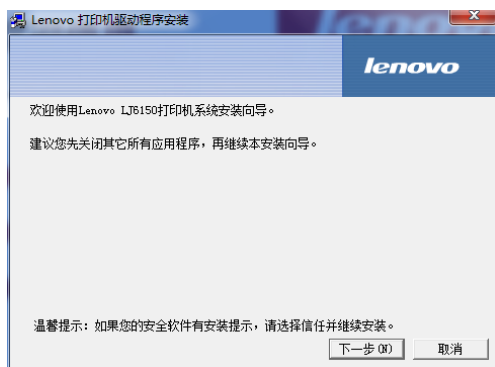 Lenovo 打印机驱动程序安装
lenovo
欢迎使用Lenovo LJ6150打印机系统安装向导。
建议您先关闭其它所有应用程序，再继续本安装向导。
温馨提示：如果您的安全软件有安装提示，请选择信任并继续安装。
下一步(N)
取消